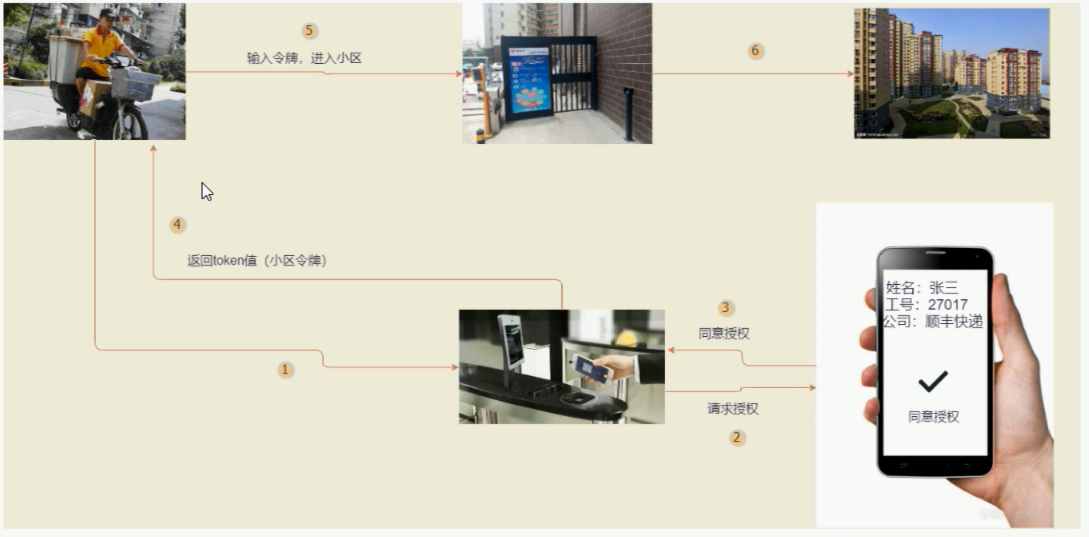 5
输入令牌，进入小区
6
4
返回token值（小区令牌）
3
同意授权
1
请求授权
2
姓名：张三
工号：27017
公司：顺丰快递
同意授权